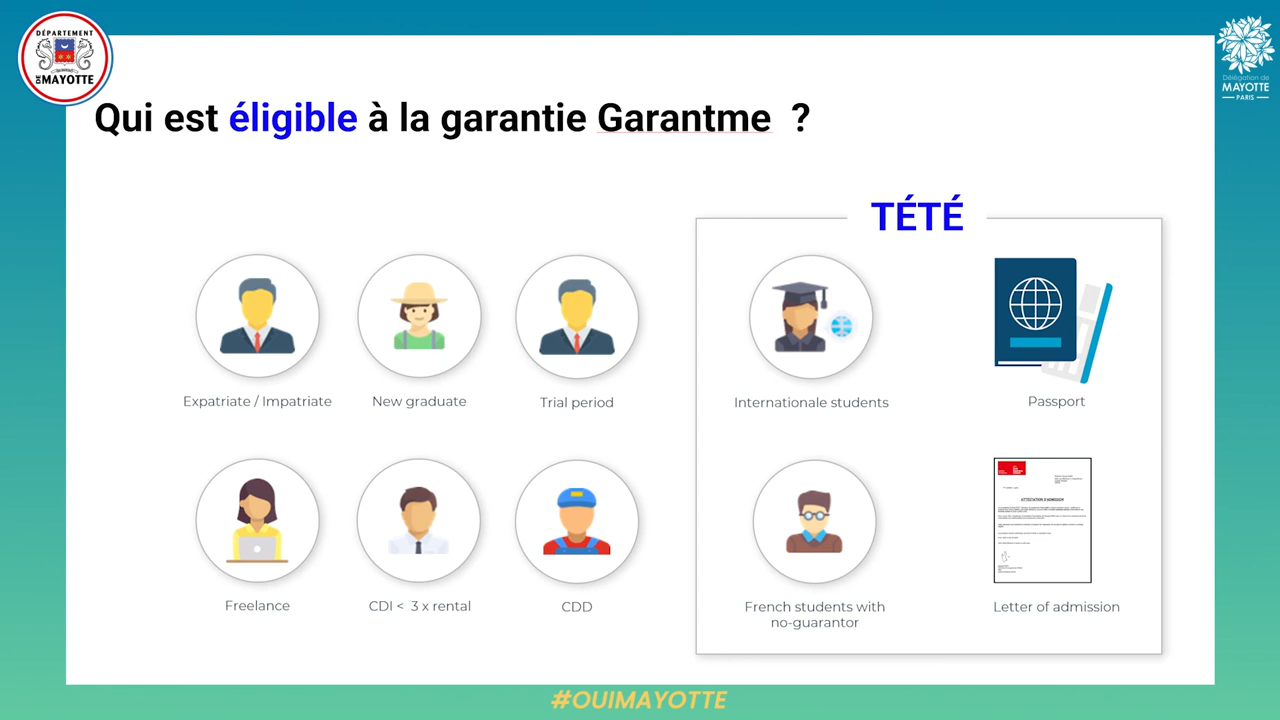 DÉPARTEMENT
DE MAYOTTE
Délégation de
MAYOTTE
PARIS
Qui est éligible à la garantie Garantme ?
TÉTÉ
Expatriate / Impatriate
New graduate
Trial period
Internationale students
Passport
ATTESTATION D'ADMISSION
Freelance
CDI < 3 x rental
CDD
French students with
no-guarantor
Letter of admission
#OUIMAYOTTE